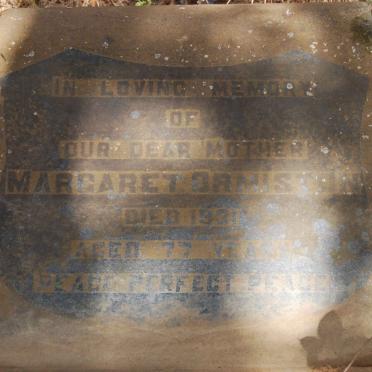 IN LOVING MEMORY
OF
OUR DEAR MOTHER
MARGARET ORMISTON
DIED 1931
AGED 77 YEARS
PEACE PERFECT PEACE